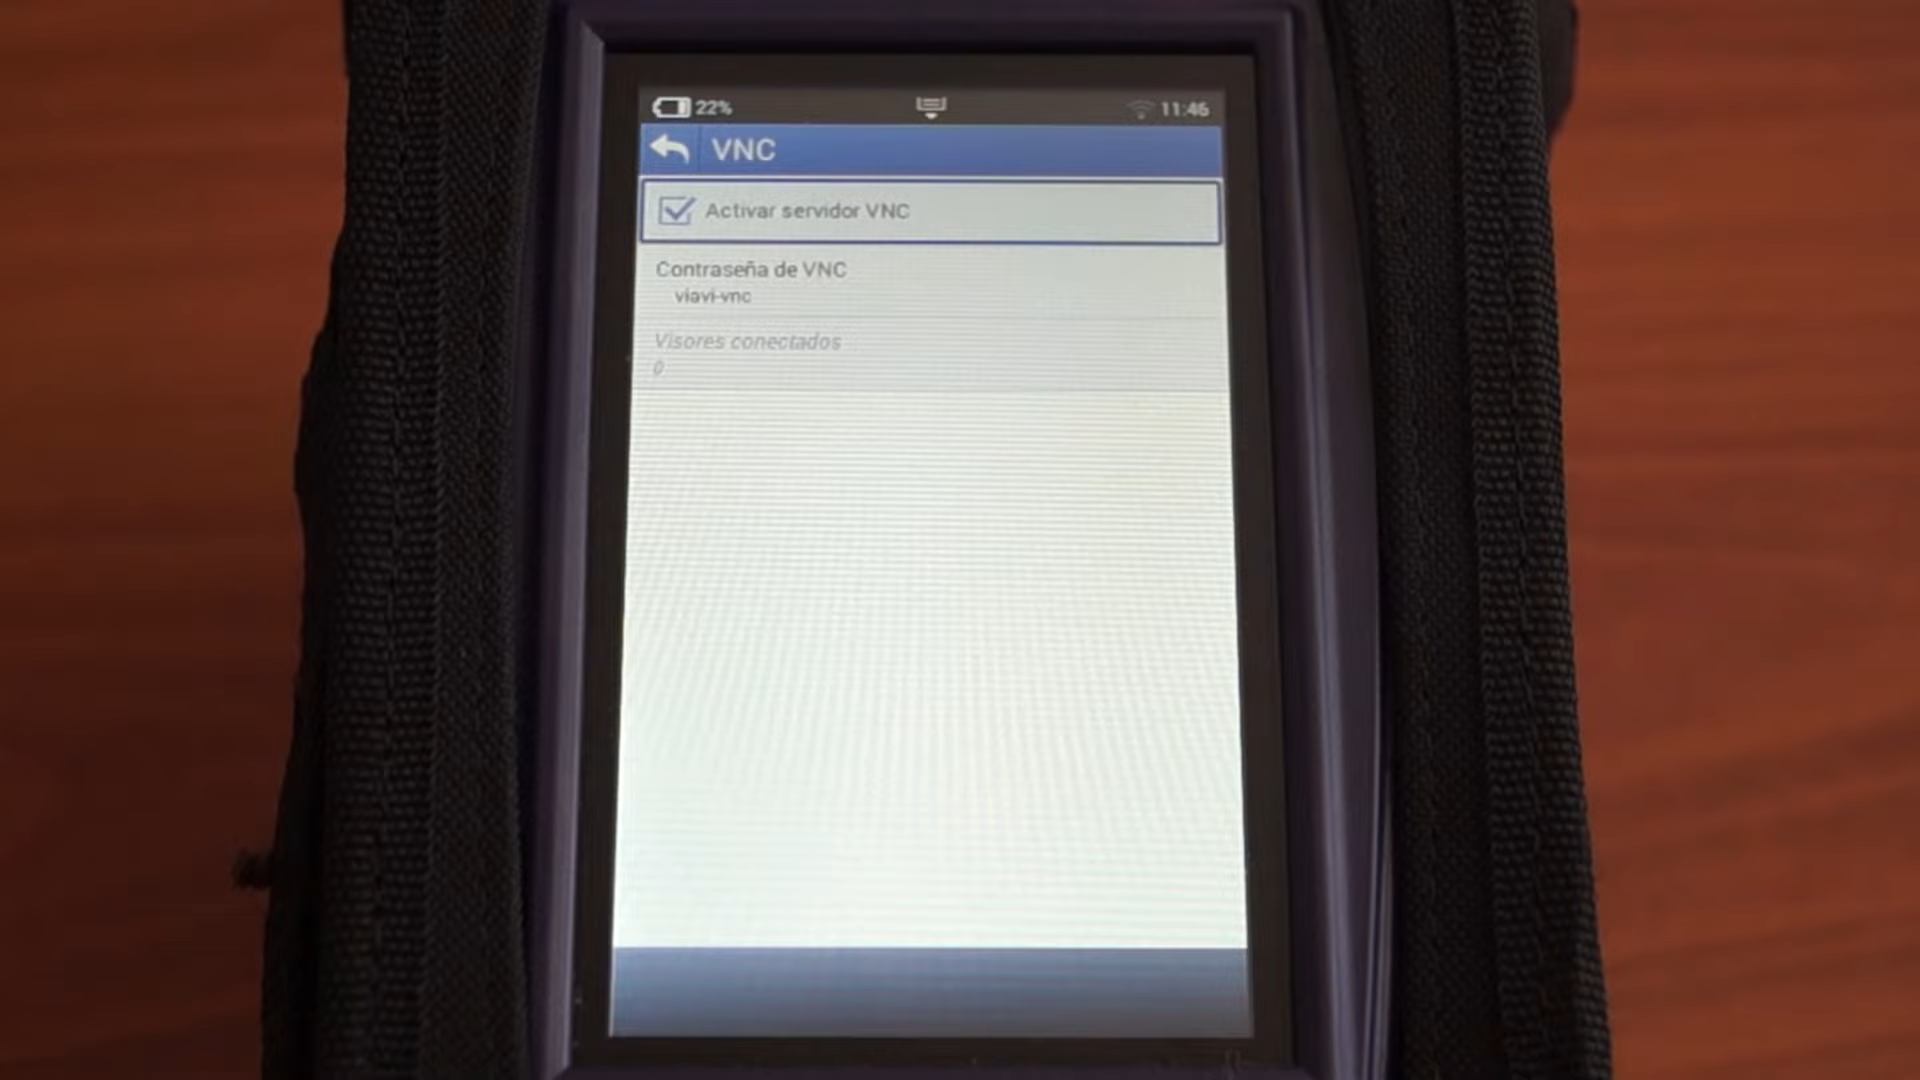 22%
11:46
VNC
Activar servidor VNC
Contraseña de VNC
viavi-vnc
Visores conectados
0